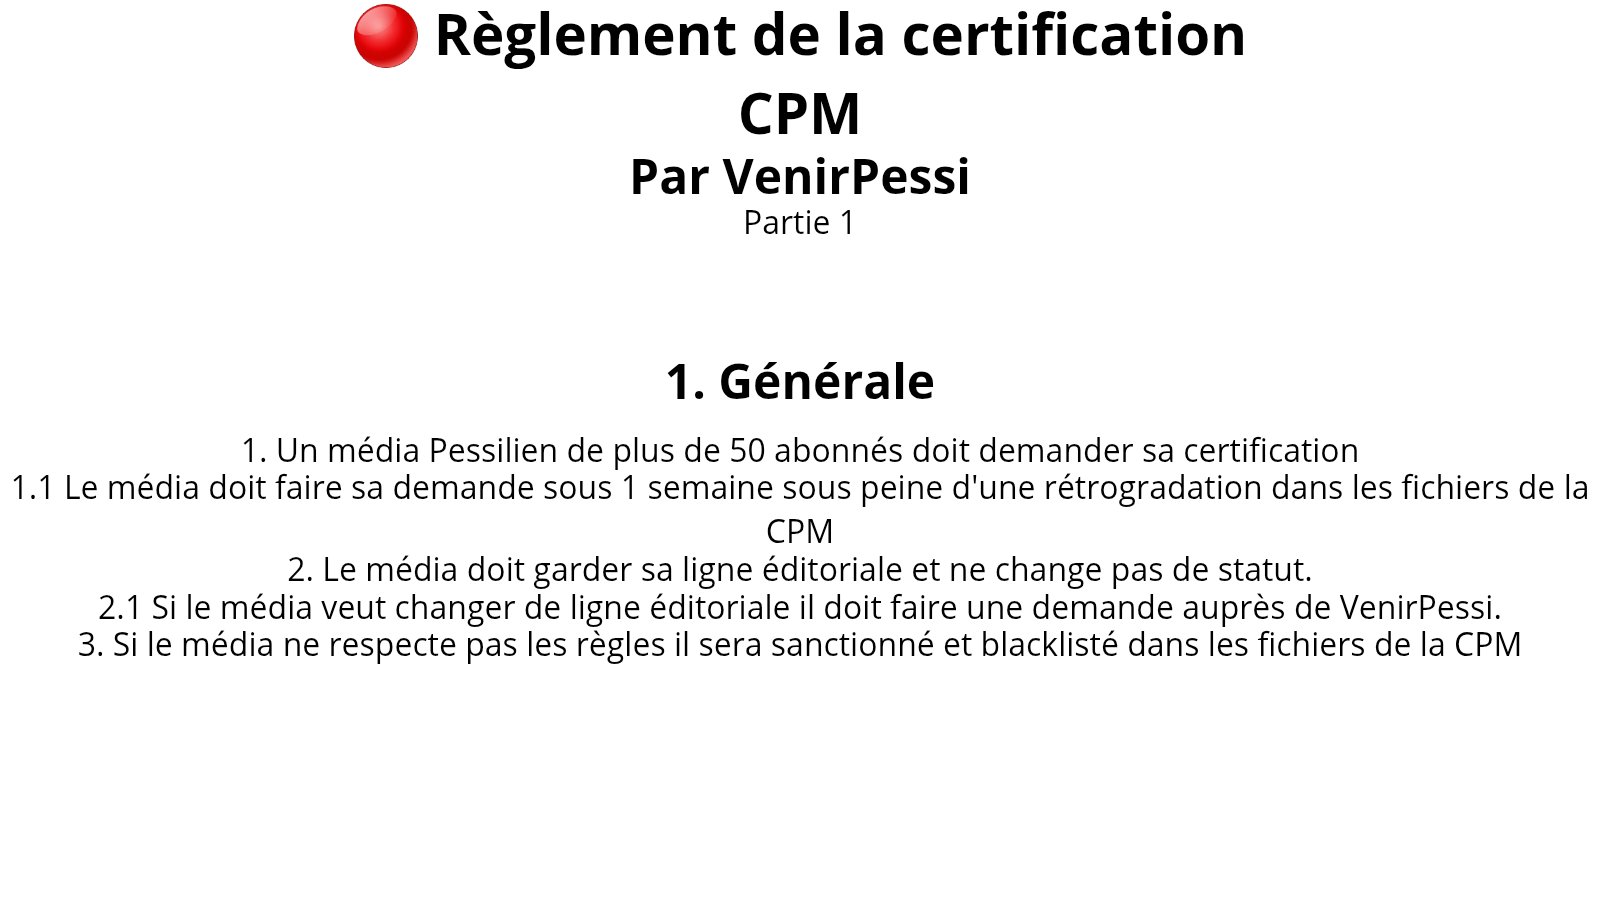 🔴 Règlement de la certification
CPM
Par VenirPessi
Partie 1
1. Générale
1. Un média Pessilien de plus de 50 abonnés doit demander sa certification
1.1 Le média doit faire sa demande sous 1 semaine sous peine d'une rétrogradation dans les fichiers de la
CPM
2. Le média doit garder sa ligne éditoriale et ne change pas de statut.
2.1 Si le média veut changer de ligne éditoriale il doit faire une demande auprès de VenirPessi.
3. Si le média ne respecte pas les règles il sera sanctionné et blacklisté dans les fichiers de la CPM